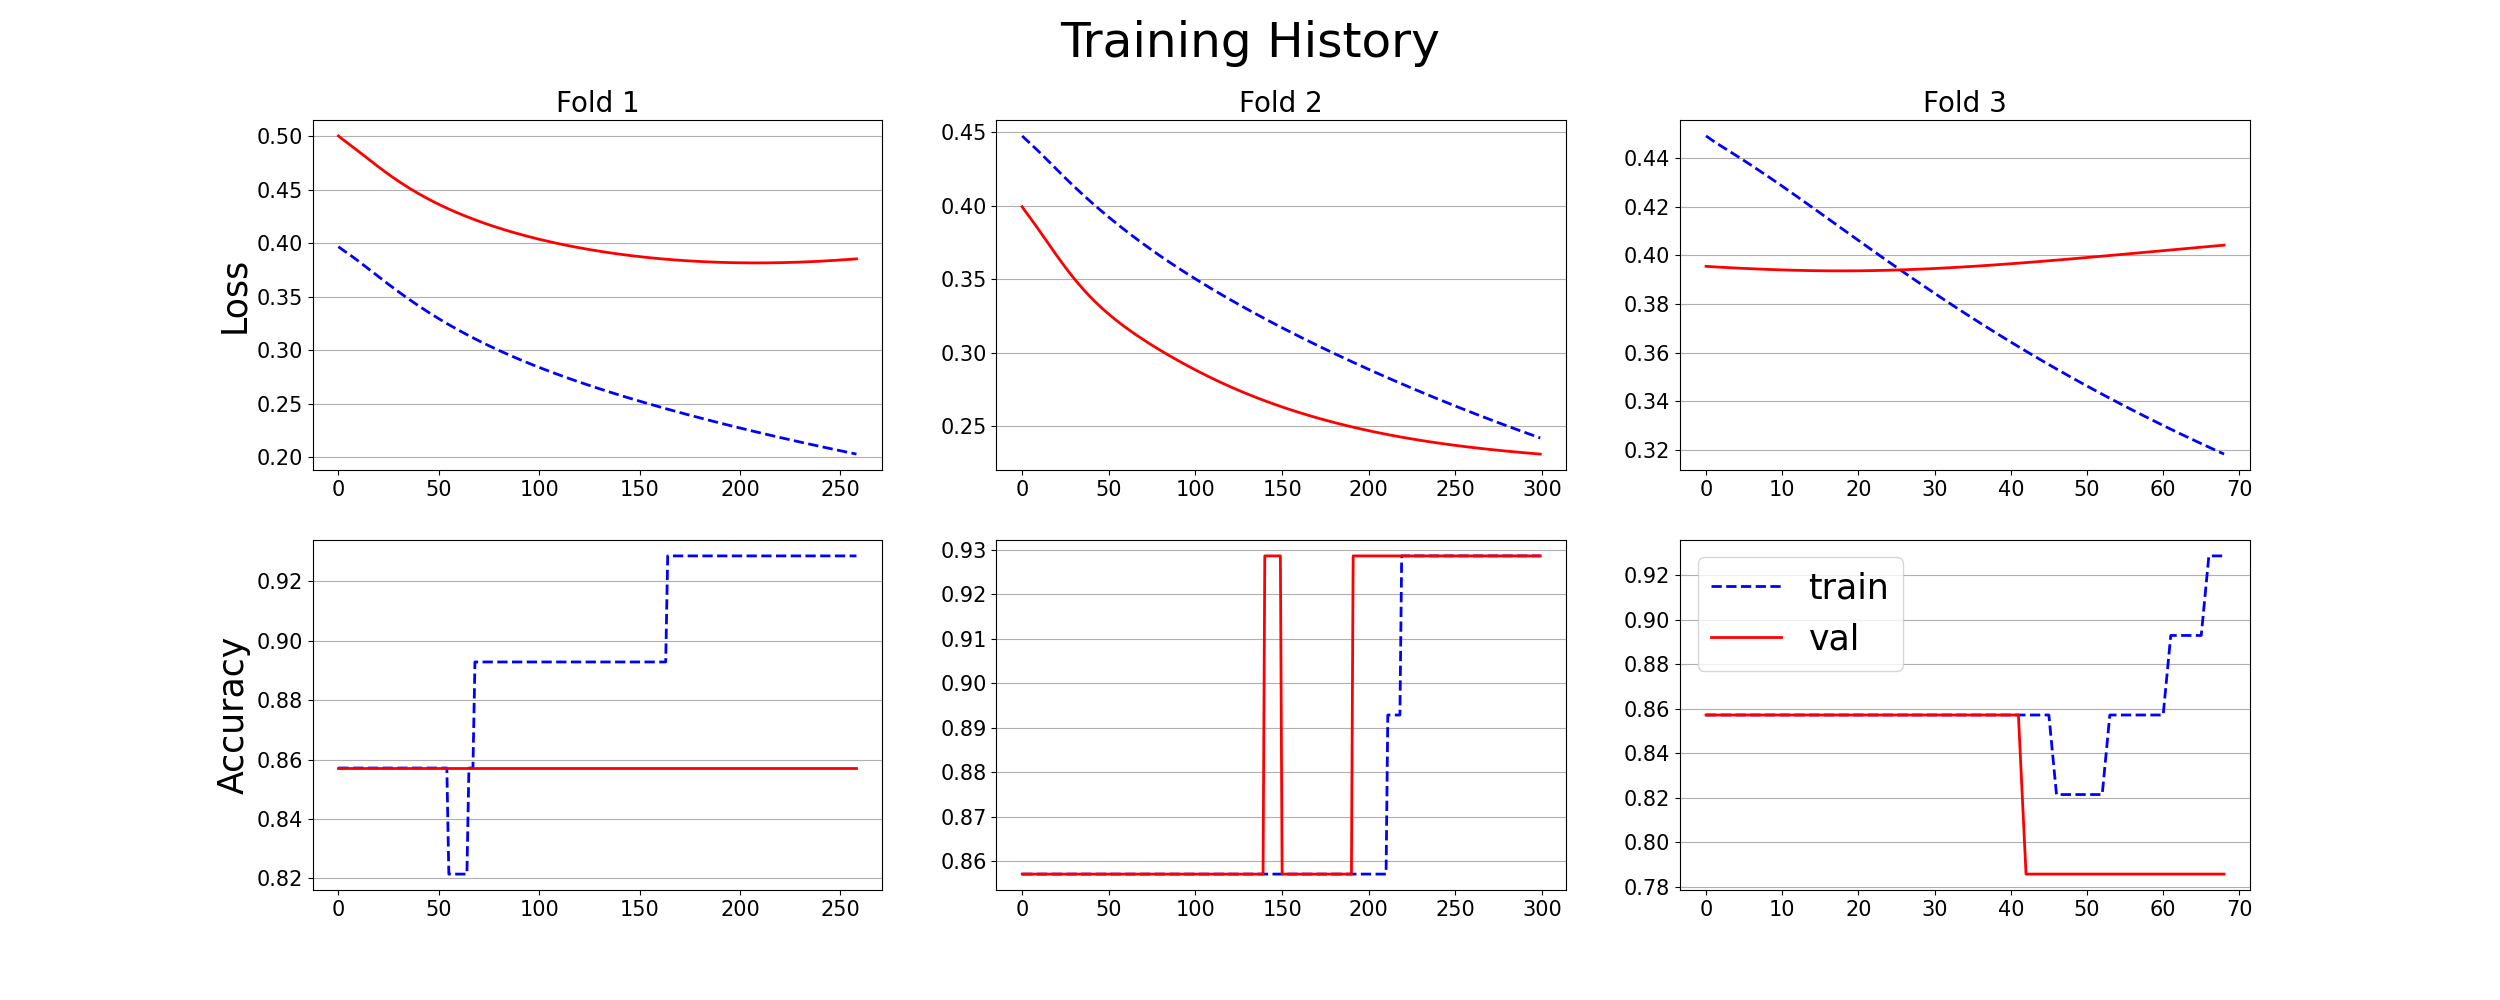 Training History
Fold 1
Fold 2
Fold 3
Loss
0.50
0.45
0.40
0.35
0.30
0.25
0.20
0 50 100 150 200 250
0.45
0.40
0.35
0.30
0.25
0 50 100 150 200 250 300
0.44
0.42
0.40
0.38
0.36
0.34
0.32
0 10 20 30 40 50 60 70
Accuracy
0.92
0.90
0.88
0.86
0.84
0.82
0 50 100 150 200 250
0.93
0.92
0.91
0.90
0.89
0.88
0.87
0.86
0 50 100 150 200 250 300
0.92
0.90
0.88
0.86
0.84
0.82
0.80
0.78
train
val
0 10 20 30 40 50 60 70